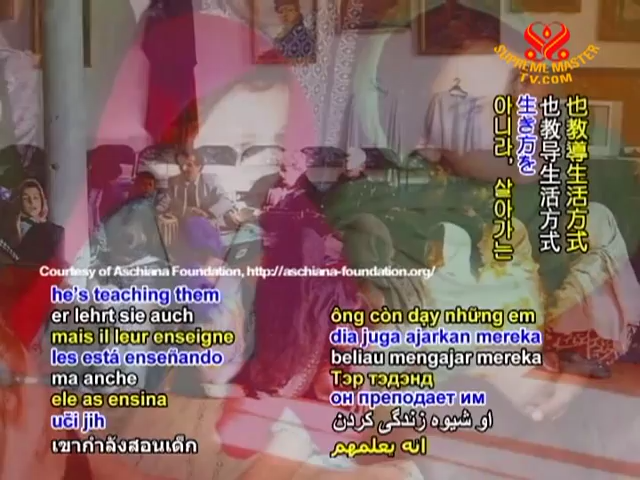 SUPREME MASTER
TV.COM
也教導生活方式
也教导生活方式
生き方を
아니라, 살아가는
Courtesy of Aschiana Foundation, http://aschiana-foundation.org/
he's teaching them
er lehrt sie auch
mais il leur enseigne
les está enseñando
ma anche
ele as ensina
uči jih
เขากำลังสอนเด็ก
ông còn dạy những em
dia juga ajarkan mereka
beliau mengajar mereka
Тэр тэдэнд
он преподает им
او شیوه زندگی کردن
انه يعلمهم